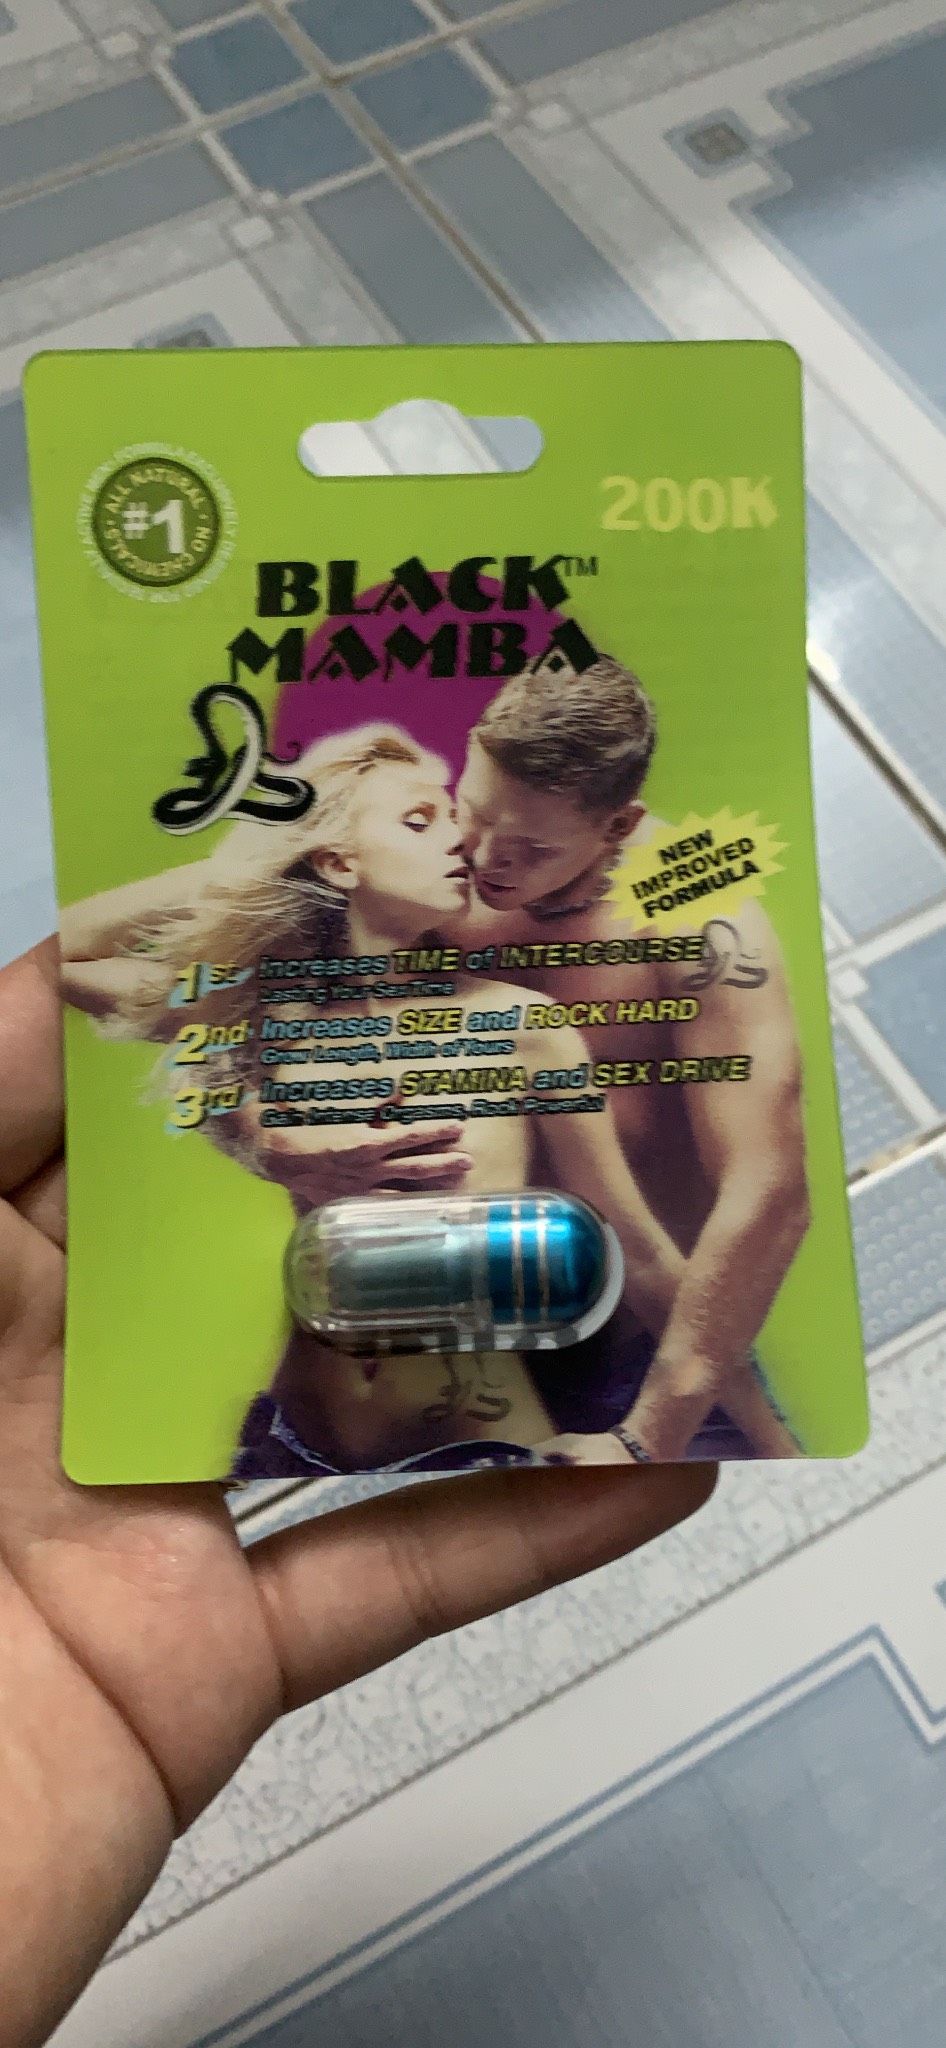 ALL NATURAL • NO CHEMICALS •
#1
200K
BLACK™
MAMBA
NEW
IMPROVED
FORMULA
1st Increases TIME of INTERCOURSE
Lasting Your Sex Time
2nd Increases SIZE and ROCK HARD
Grow Length, Width of Yours
3rd Increases STAMINA and SEX DRIVE
Gain Intense Orgasms, Rock Powerful